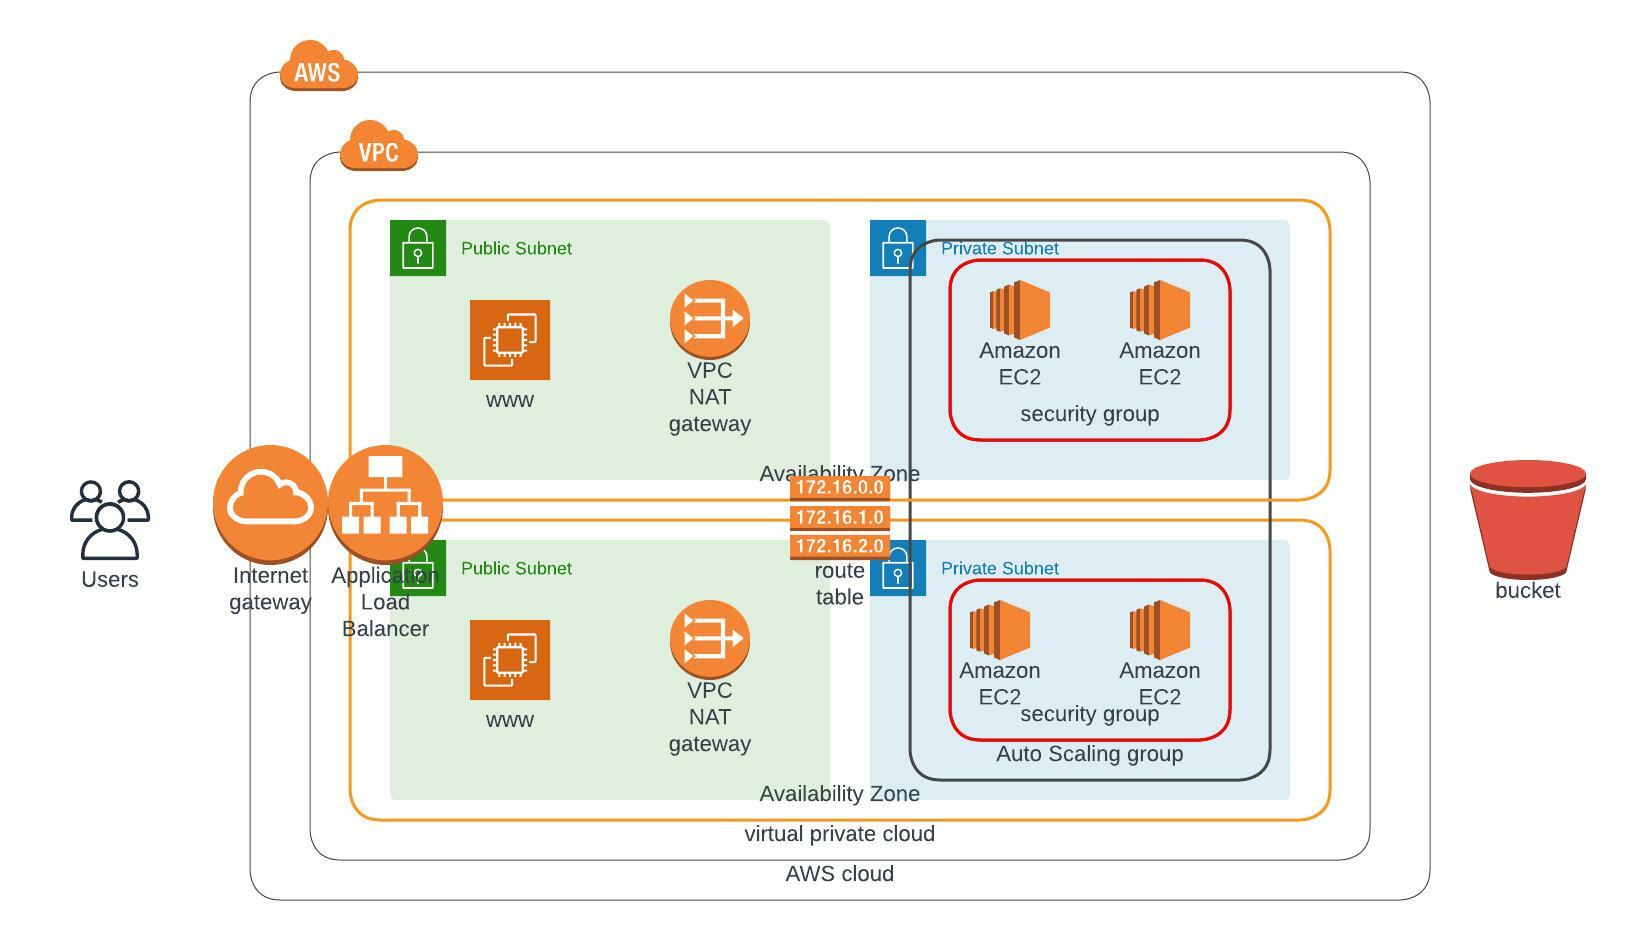 AWS
VPC
Public Subnet
Private Subnet
Amazon
EC2
Amazon
EC2
www
VPC
NAT
gateway
security group
Availability Zone
172.16.0.0
172.16.1.0
172.16.2.0
route
table
Users
Internet
gateway
Application
Load
Balancer
Public Subnet
Private Subnet
bucket
www
VPC
NAT
gateway
Amazon
EC2
Amazon
EC2
security group
Auto Scaling group
Availability Zone
virtual private cloud
AWS cloud